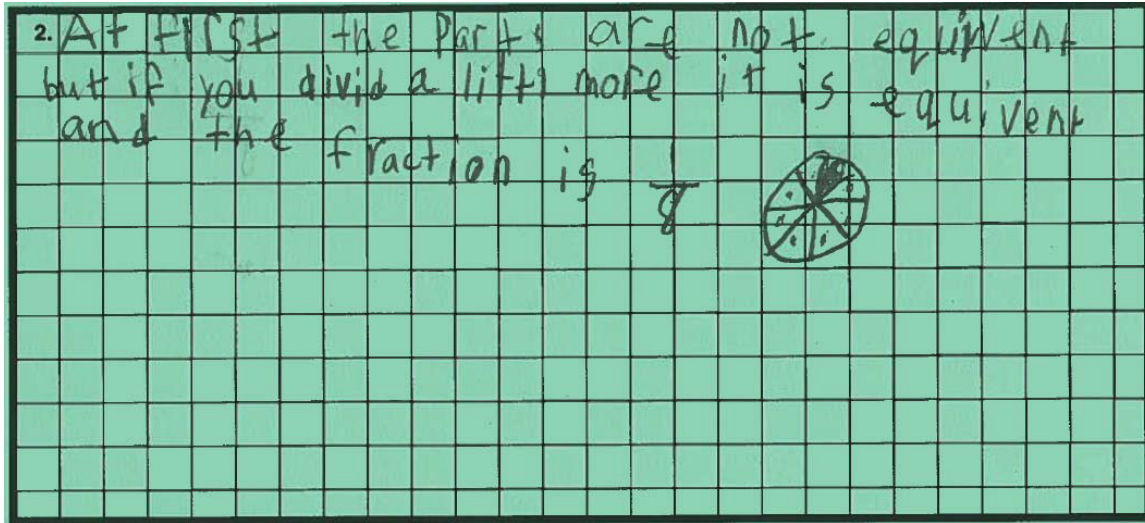 2. At first the parts are not equivent
but if you divid a littl more it is equivent
and the fraction is 1/8